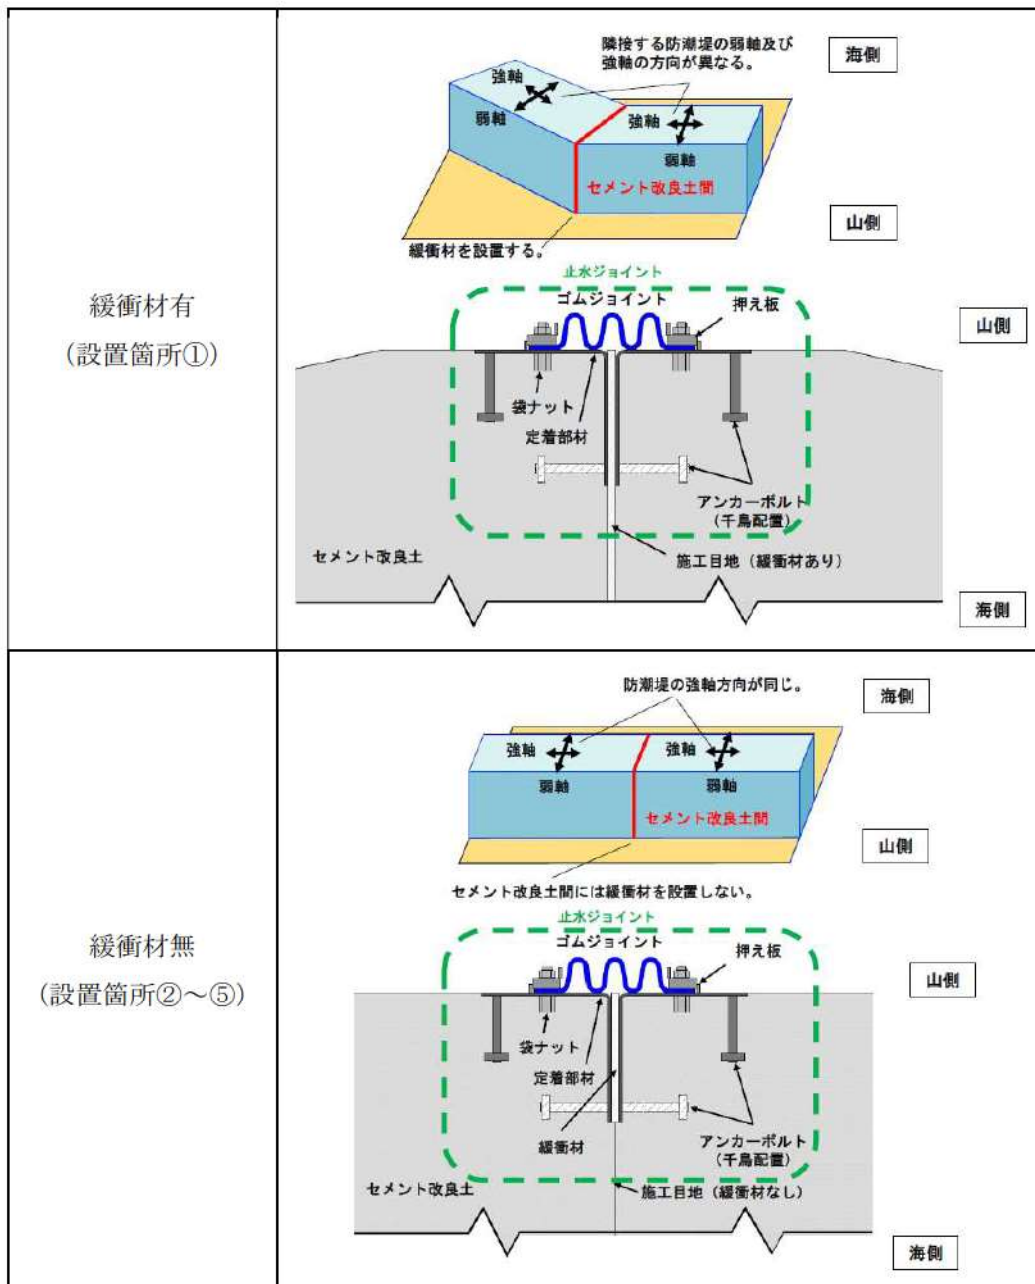 緩衝材有
(設置箇所①)
隣接する防潮堤の弱軸及び
強軸の方向が異なる。
海側
強軸
弱軸
強軸
弱軸
セメント改良土間
山側
緩衝材を設置する。
止水ジョイント
ゴムジョイント
押え板
山側
袋ナット
定着部材
アンカーボルト
(千鳥配置)
セメント改良土
施工目地（緩衝材あり）
海側
緩衝材無
(設置箇所②～⑤)
防潮堤の強軸方向が同じ。
海側
強軸
強軸
弱軸
弱軸
セメント改良土間
山側
セメント改良土間には緩衝材を設置しない。
止水ジョイント
ゴムジョイント
押え板
山側
袋ナット
定着部材
緩衝材
アンカーボルト
(千鳥配置)
セメント改良土
施工目地（緩衝材なし）
海側